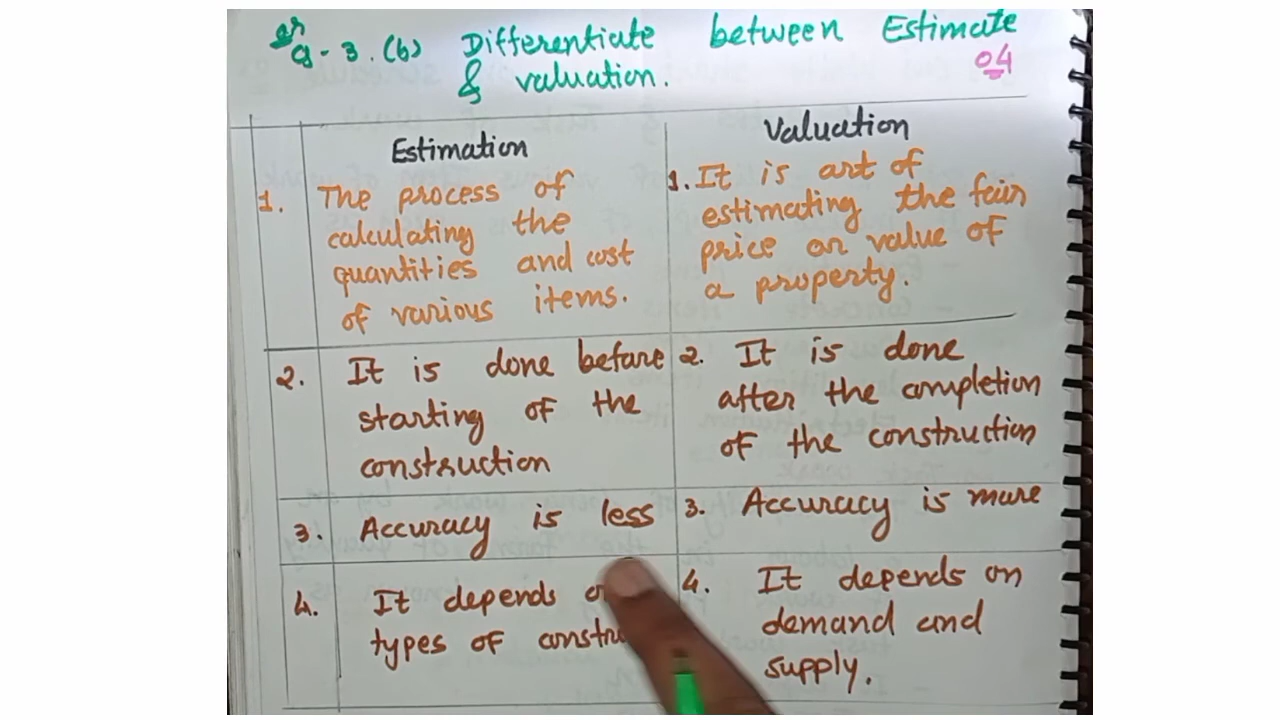 Q-3. (b) Differentiate between Estimate
& valuation. 04
Estimation
Valuation
1. The process of
calculating the
quantities and cost
of various items.
1. It is art of
estimating the fair
price or value of
a property.
2. It is done before
starting of the
construction
2. It is done
after the completion
of the construction
3. Accuracy is less
3. Accuracy is more
4. It depends
types of
4. It depends on
demand and
supply.